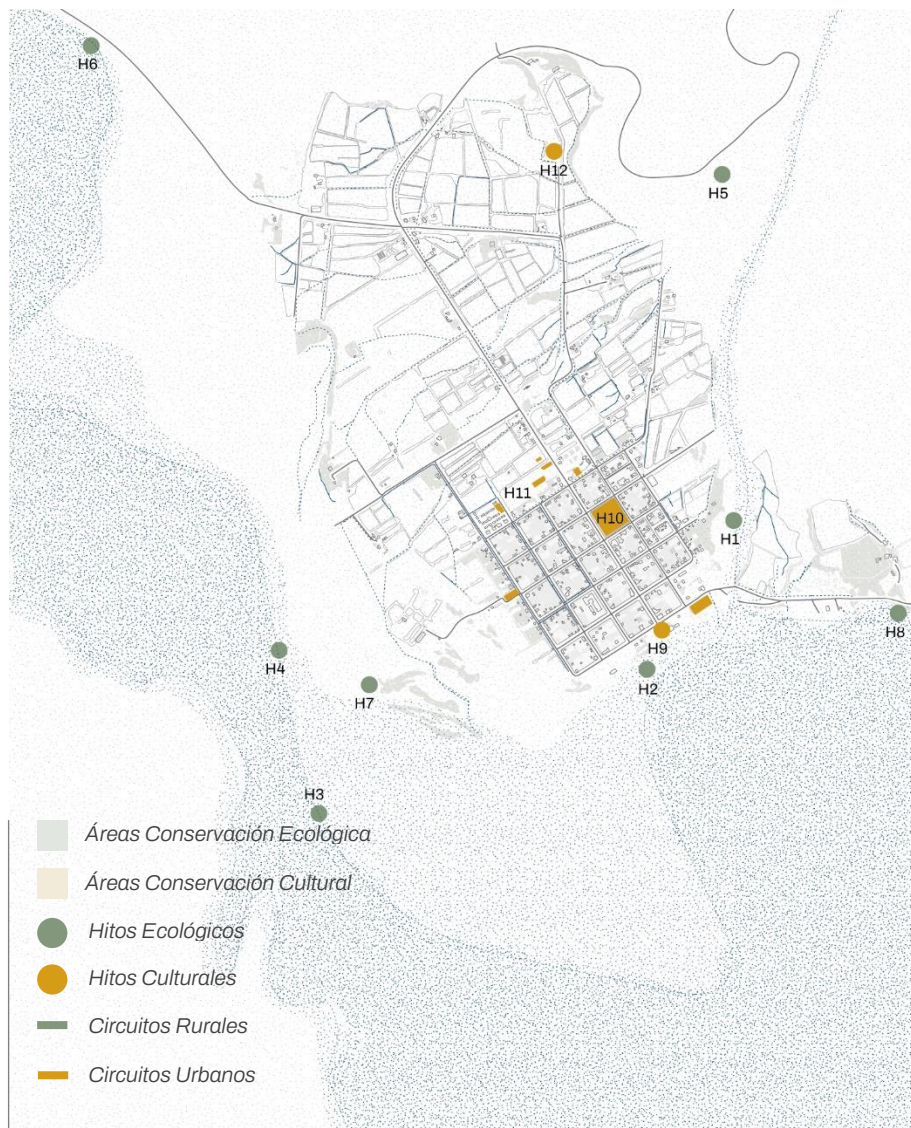 H6
H12
H5
H11
H10
H1
H8
H9
H4
H2
H7
H3
Áreas Conservación Ecológica
Áreas Conservación Cultural
Hitos Ecológicos
Hitos Culturales
Circuitos Rurales
Circuitos Urbanos